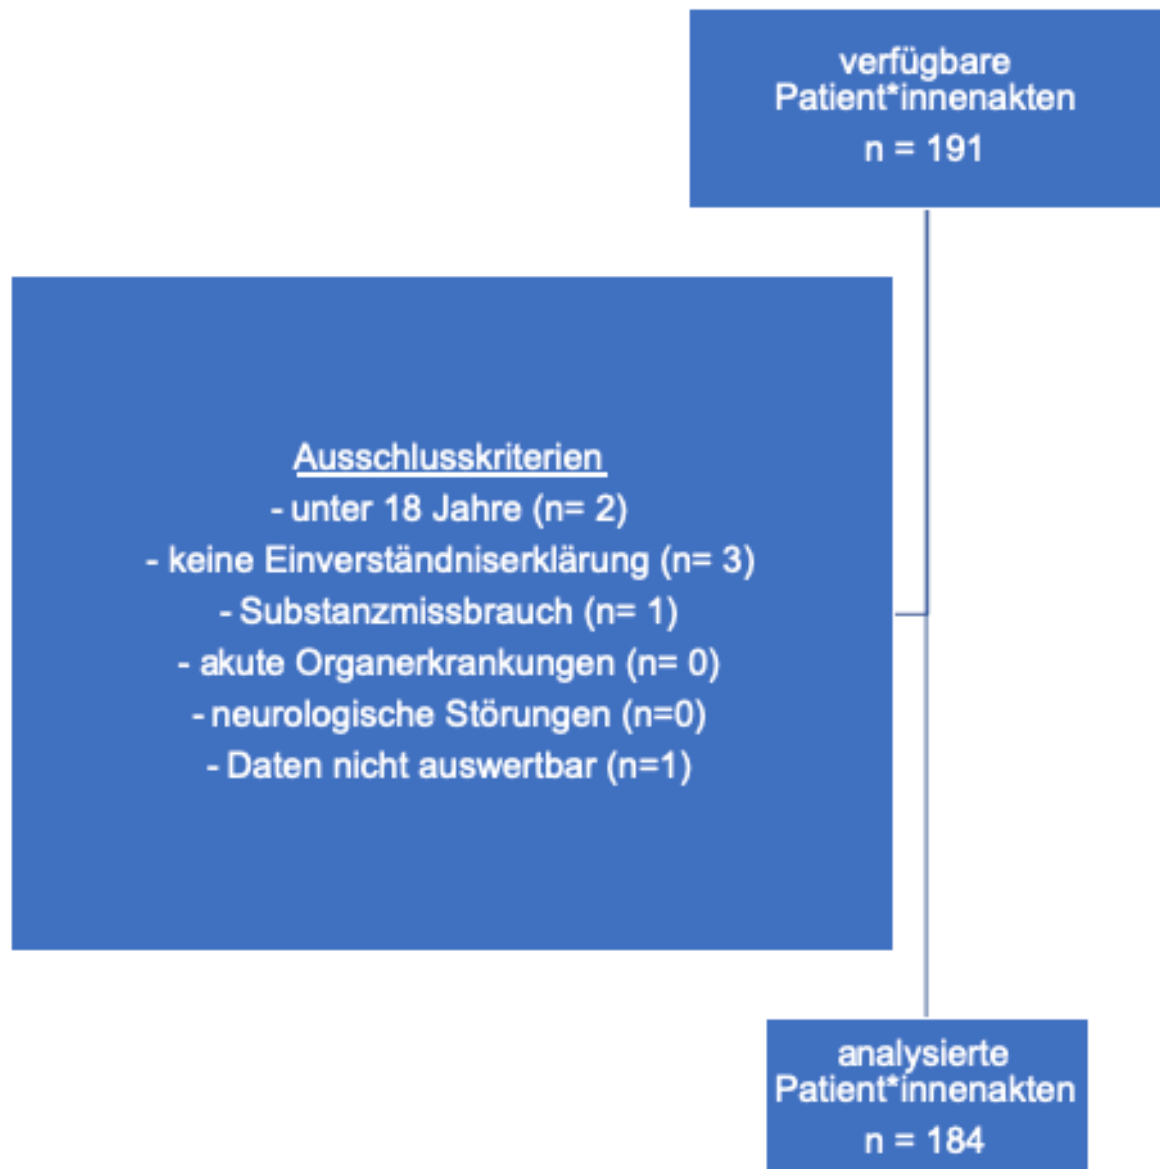 verfügbare
Patient*innenakten
n = 191
Ausschlusskriterien
- unter 18 Jahre (n= 2)
- keine Einverständniserklärung (n= 3)
- Substanzmissbrauch (n= 1)
- akute Organerkrankungen (n= 0)
- neurologische Störungen (n=0)
- Daten nicht auswertbar (n=1)
analysierte
Patient*innenakten
n = 184